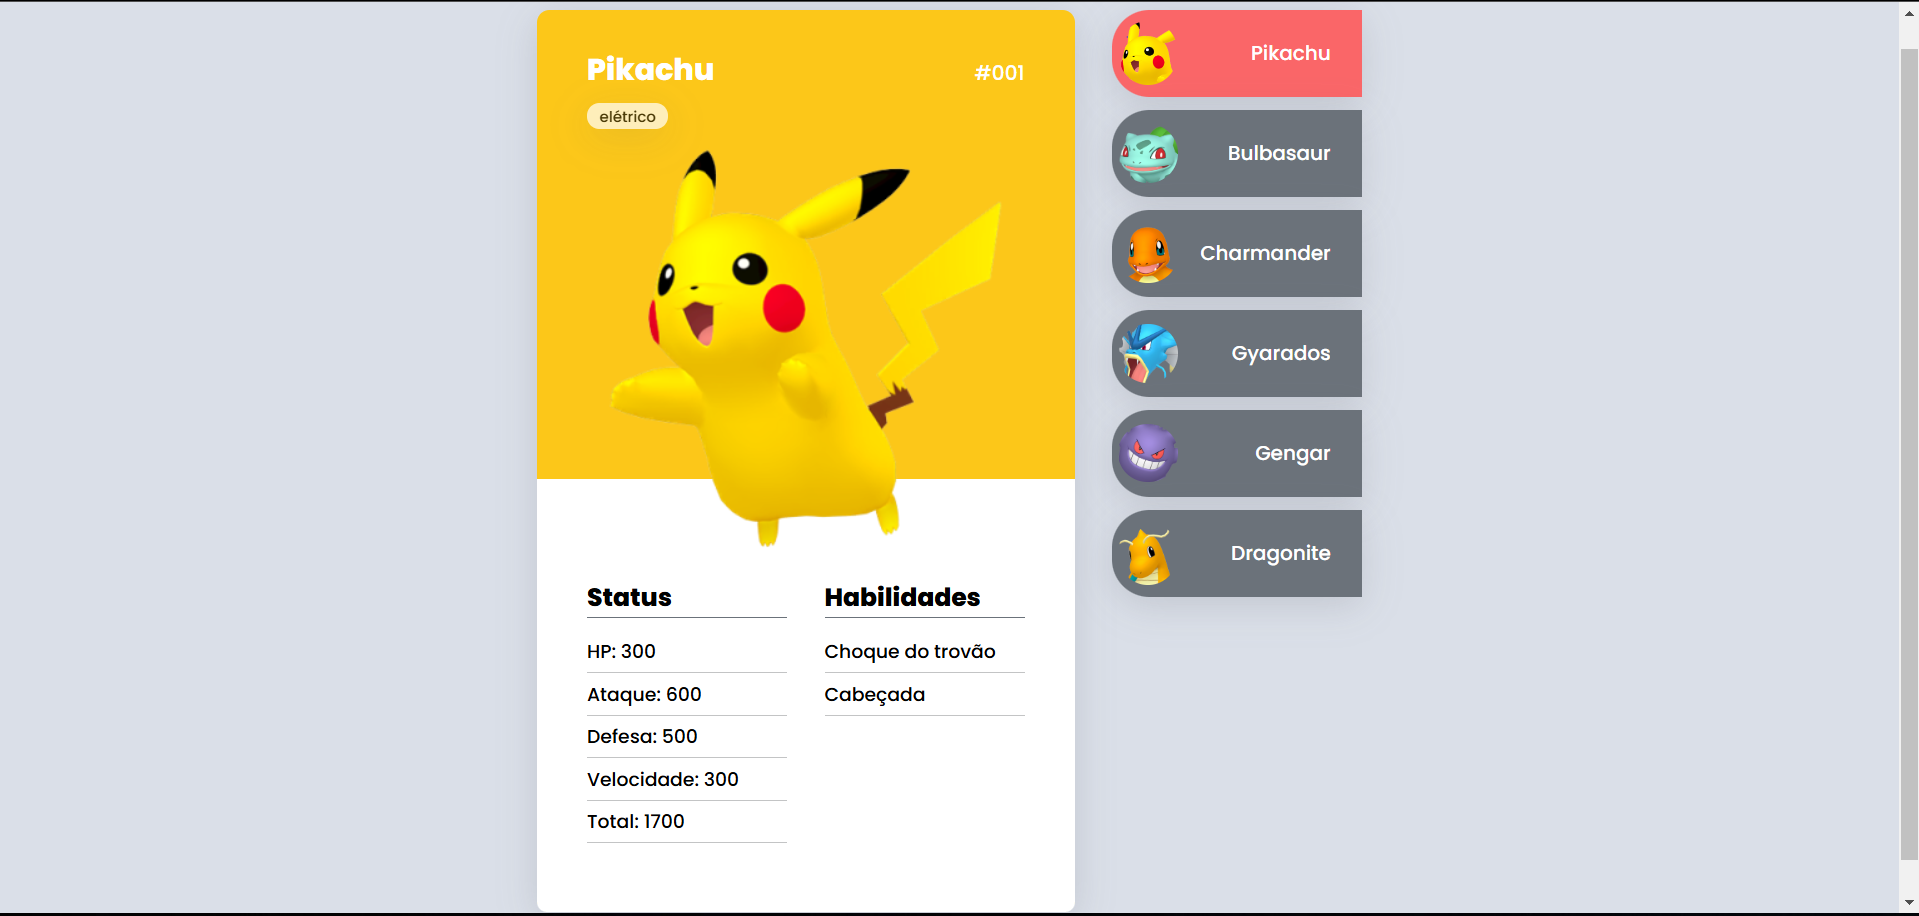 Pikachu
#001
elétrico
Status
HP: 300
Ataque: 600
Defesa: 500
Velocidade: 300
Total: 1700
Habilidades
Choque do trovão
Cabeçada
Pikachu
Bulbasaur
Charmander
Gyarados
Gengar
Dragonite